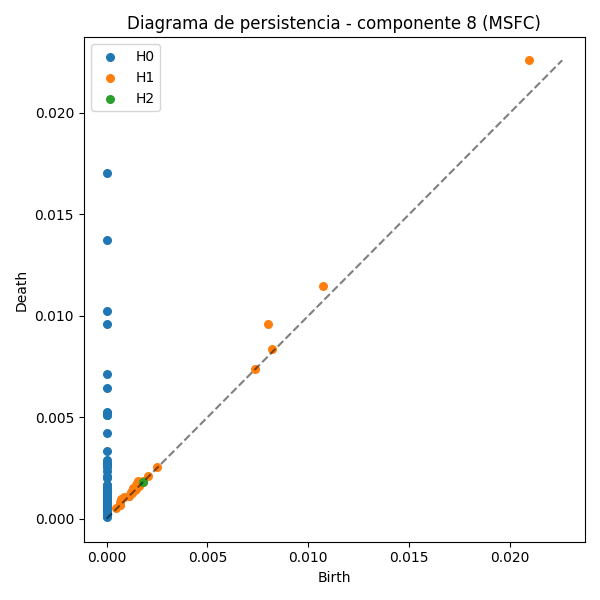 Diagrama de persistencia - componente 8 (MSFC)
H0
H1
H2
0.020
0.015
0.010
0.005
0.000
Death
0.000 0.005 0.010 0.015 0.020
Birth